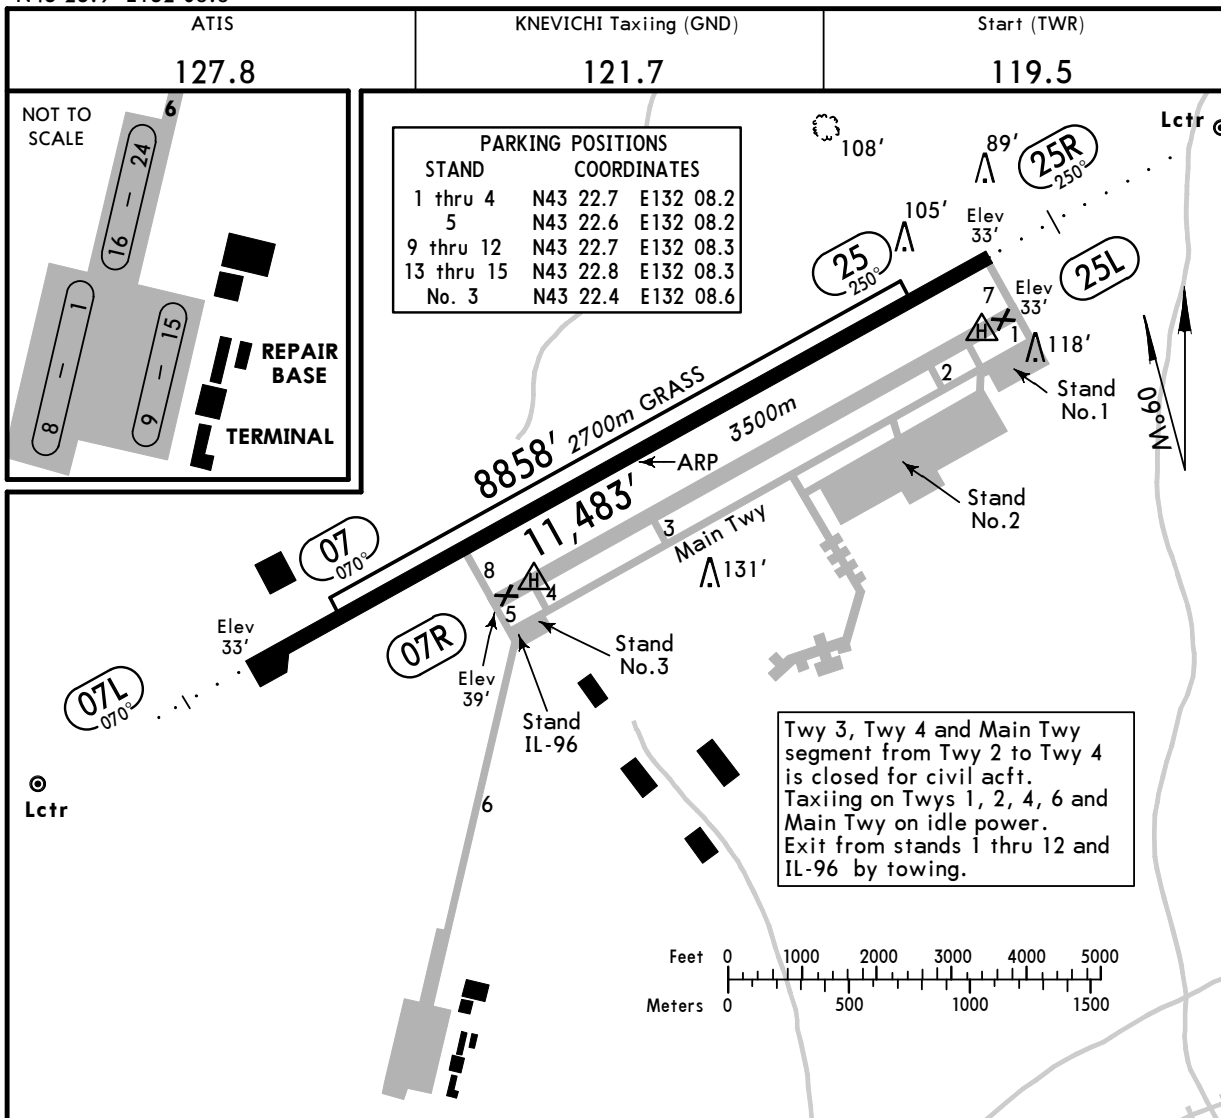 ATIS
127.8
KNEVICHI Taxiing (GND)
121.7
Start (TWR)
119.5
NOT TO
SCALE
6
16 - 24
1 - 8
9 - 15
REPAIR
BASE
TERMINAL
PARKING POSITIONS
STAND COORDINATES
1 thru 4 N43 22.7 E132 08.2
5 N43 22.6 E132 08.2
9 thru 12 N43 22.7 E132 08.3
13 thru 15 N43 22.8 E132 08.3
No. 3 N43 22.4 E132 08.6
108'
89'
25R
250°
Lctr
105'
Elev
33'
25
250°
25L
7
Elev
33'
H
1
118'
2
Stand
No.1
09°W
8858' 2700m GRASS
3500m
ARP
11,483'
Stand
No.2
3
Main Twy
131'
07
070°
8
H
4
5
07R
Elev
33'
Elev
39'
Stand
No.3
Stand
IL-96
07L
070°
Lctr
6
Twy 3, Twy 4 and Main Twy
segment from Twy 2 to Twy 4
is closed for civil acft.
Taxiing on Twys 1, 2, 4, 6 and
Main Twy on idle power.
Exit from stands 1 thru 12 and
IL-96 by towing.
Feet 0 1000 2000 3000 4000 5000
Meters 0 500 1000 1500